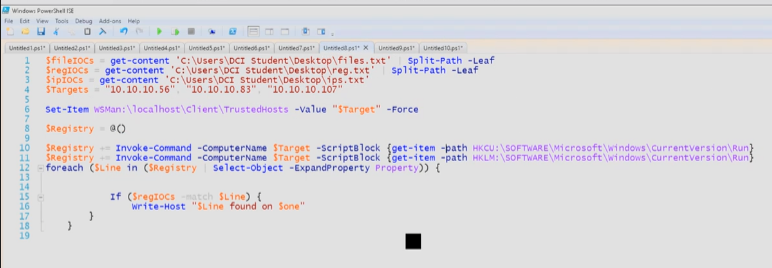 Windows PowerShell ISE
File Edit View Tools Debug Add-ons Help
Untitled1.ps1* Untitled2.ps1* Untitled3.ps1* Untitled4.ps1* Untitled5.ps1* Untitled6.ps1* Untitled7.ps1* Untitled8.ps1* X Untitled9.ps1* Untitled10.ps1*
1 $fileIOCs = get-content 'C:\Users\DCI Student\Desktop\files.txt' | Split-Path -Leaf
2 $regIOCs = get-content 'C:\Users\DCI Student\Desktop\reg.txt' | Split-Path -Leaf
3 $ipIOCs = get-content 'C:\Users\DCI Student\Desktop\ips.txt'
4 $Targets = "10.10.10.56", "10.10.10.83", "10.10.10.107"
5
6 Set-Item WSMan:\localhost\Client\TrustedHosts -Value "$Target" -Force
7
8 $Registry = @()
9
10 $Registry += Invoke-Command -ComputerName $Target -ScriptBlock {get-item -path HKCU:\SOFTWARE\Microsoft\Windows\CurrentVersion\Run}
11 $Registry += Invoke-Command -ComputerName $Target -ScriptBlock {get-item -path HKLM:\SOFTWARE\Microsoft\Windows\CurrentVersion\Run}
12 foreach ($Line in ($Registry | Select-Object -ExpandProperty Property)) {
13
14
15 If ($regIOCs -match $Line) {
16 Write-Host "$Line found on $one"
17 }
18 }
19